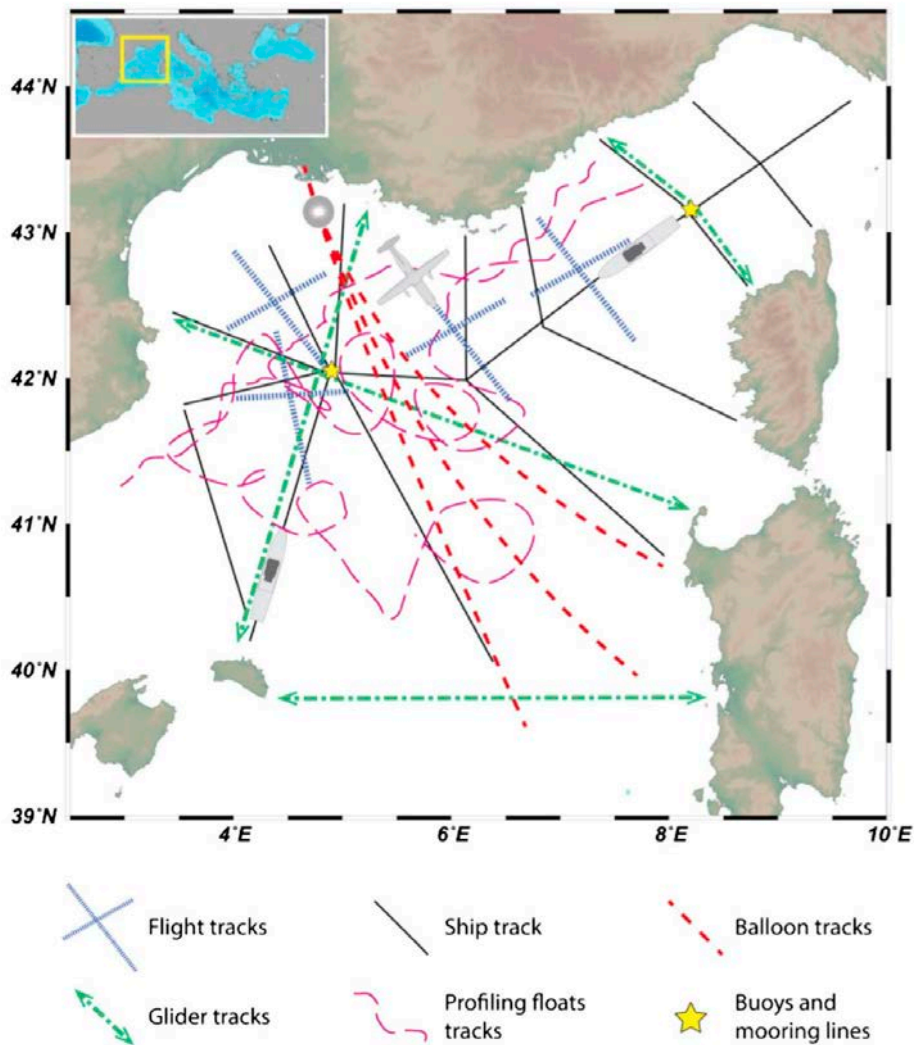 44°N
43°N
42°N
41°N
40°N
39°N
4°E 6°E 8°E 10°E
Flight tracks Ship track Balloon tracks
Glider tracks Profiling floats tracks Buoys and mooring lines